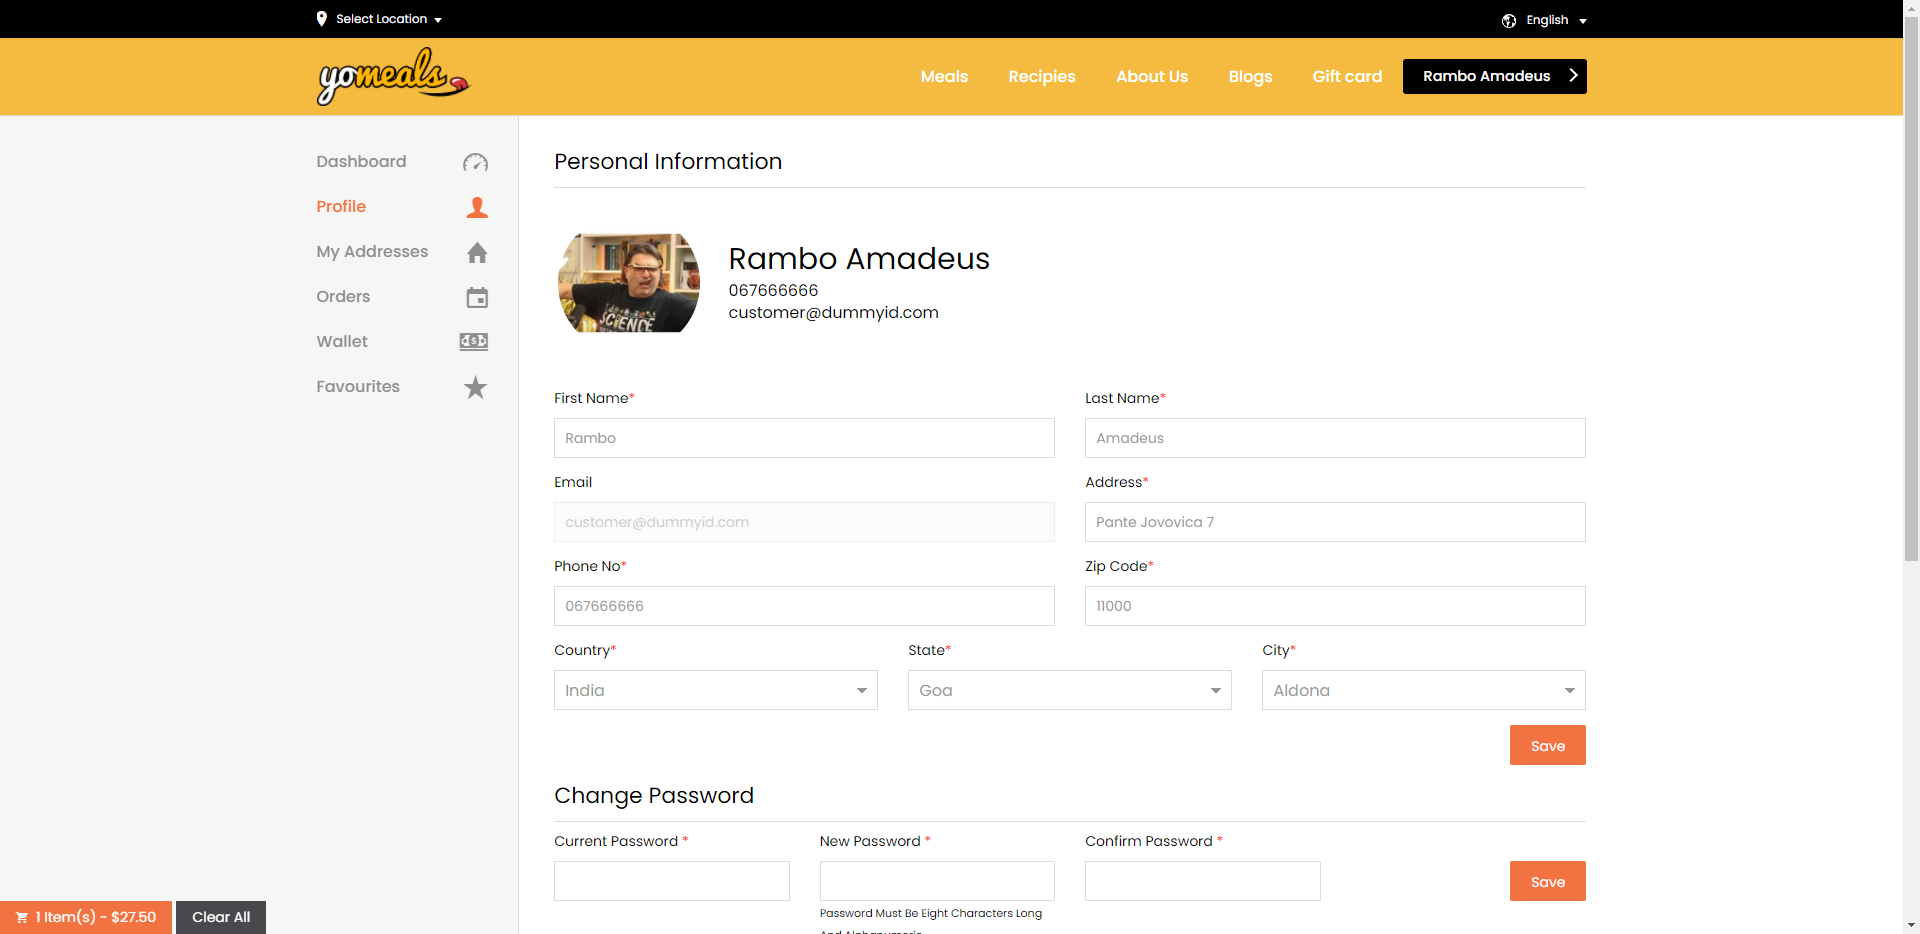 Select Location
English
yomeals
Meals
Recipies
About Us
Blogs
Gift card
Rambo Amadeus
Dashboard
Profile
My Addresses
Orders
Wallet
Favourites
Personal Information
SCIENCE
Rambo Amadeus
067666666
customer@dummyid.com
First Name*
Last Name*
Rambo
Amadeus
Email
Address*
customer@dummyid.com
Pante Jovovica 7
Phone No*
Zip Code*
067666666
11000
Country*
State*
City*
India
Goa
Aldona
Save
Change Password
Current Password *
New Password *
Confirm Password *
Save
Password Must Be Eight Characters Long
1 Item(s) - $27.50
Clear All